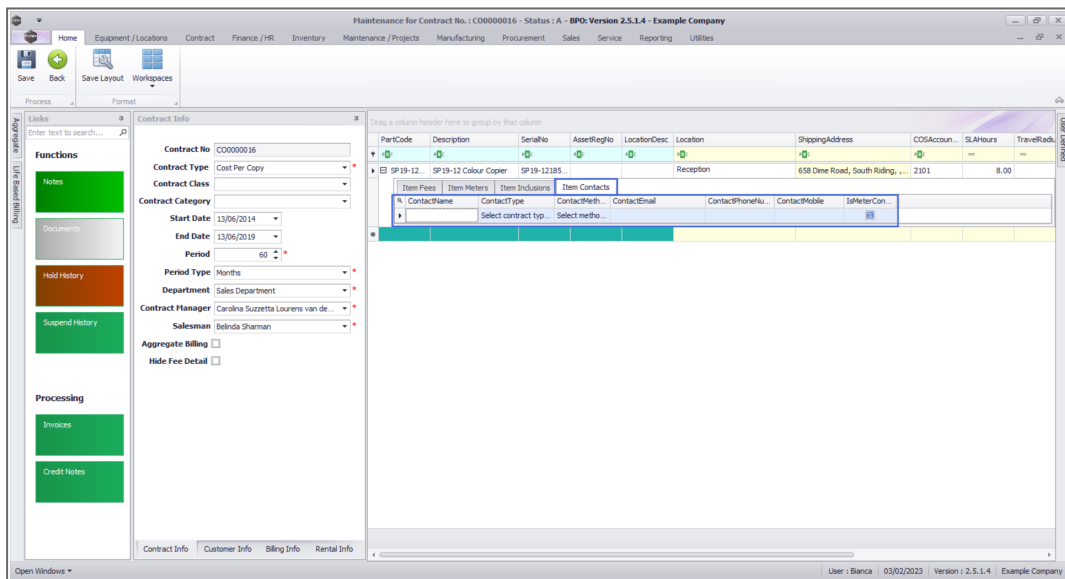 Maintenance for Contract No. : CO0000016 - Status : A - BPO: Version 2.5.1.4 - Example Company
Home Equipment / Locations Contract Finance / HR Inventory Maintenance / Projects Manufacturing Procurement Sales Service Reporting Utilities
Save Back Save Layout Workspaces
Process Format
Aggregate
Life Based Billing
Links
Enter text to search...
Functions
Notes
Documents
Hold History
Suspend History
Processing
Invoices
Credit Notes
Contract Info
Contract No CO0000016
Contract Type Cost Per Copy *
Contract Class
Contract Category
Start Date 13/06/2014
End Date 13/06/2019
Period 60 *
Period Type Months *
Department Sales Department *
Contract Manager Carolina Suzzetta Lourens van de... *
Salesman Belinda Sharman *
Aggregate Billing
Hide Fee Detail
Contract Info Customer Info Billing Info Rental Info
Drag a column header here to group by that column
PartCode Description SerialNo AssetRegNo LocationDesc Location ShippingAddress COSAccoun... SLAHours TravelRadiu
SP19-12... SP19-12 Colour Copier SP19-12185... Reception 658 Dime Road, South Riding, ,... 2101 8.00
Item Fees Item Meters Item Inclusions Item Contacts
ContactName ContactType ContactMeth... ContactEmail ContactPhoneNu... ContactMobile IsMeterCon...
Select contract typ... Select metho...
User Defined
Open Windows
User : Bianca 03/02/2023 Version : 2.5.1.4 Example Company